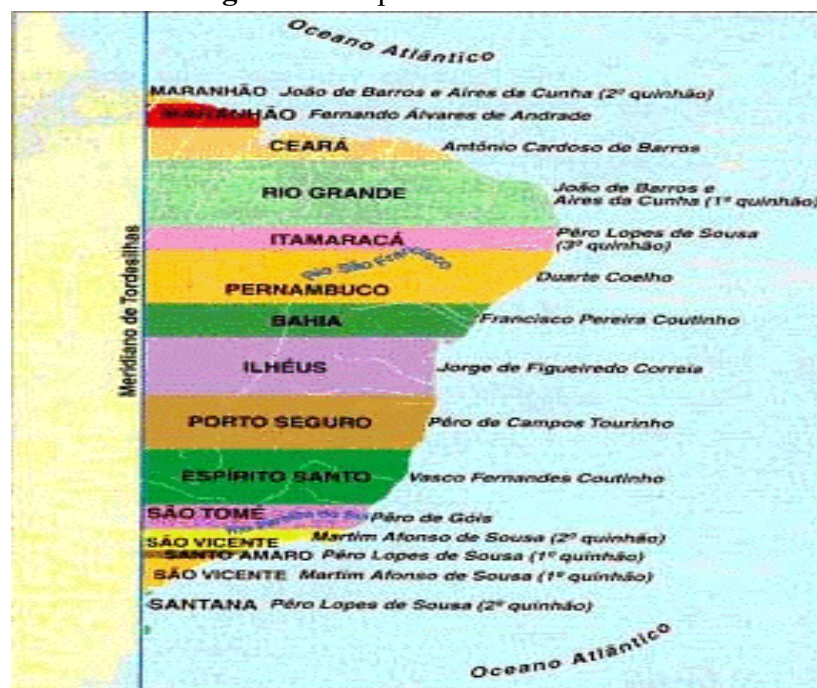 Oceano Atlântico
MARANHÃO João de Barros e Aires da Cunha (2º quinhão)
MARANHÃO Fernando Álvares de Andrade
CEARÁ Antônio Cardoso de Barros
RIO GRANDE João de Barros e
Aires da Cunha (1º quinhão)
ITAMARACÁ Pêro Lopes de Sousa
(3º quinhão)
Rio São Francisco
PERNAMBUCO Duarte Coelho
BAHIA Francisco Pereira Coutinho
Meridiano de Tordesilhas
ILHÉUS Jorge de Figueiredo Correia
PORTO SEGURO Pêro de Campos Tourinho
ESPÍRITO SANTO Vasco Fernandes Coutinho
SÃO TOMÉ Pêro de Góis
Rio Paraíba do Sul
SÃO VICENTE Martim Afonso de Sousa (2º quinhão)
SANTO AMARO Pêro Lopes de Sousa (1º quinhão)
SÃO VICENTE Martim Afonso de Sousa (1º quinhão)
SANTANA Pêro Lopes de Sousa (2º quinhão)
Oceano Atlântico